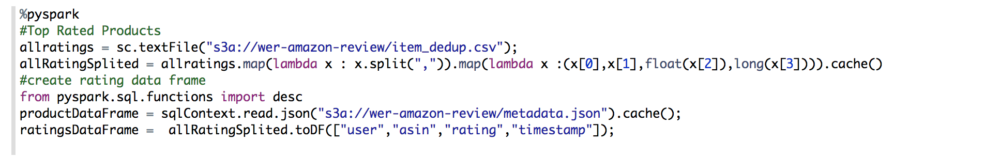 %pyspark
#Top Rated Products
allratings = sc.textFile("s3a://wer-amazon-review/item_dedup.csv");
allRatingSplited = allratings.map(lambda x : x.split(",")).map(lambda x :(x[0],x[1],float(x[2]),long(x[3]))).cache()
#create rating data frame
from pyspark.sql.functions import desc
productDataFrame = sqlContext.read.json("s3a://wer-amazon-review/metadata.json").cache();
ratingsDataFrame =  allRatingSplited.toDF(["user","asin","rating","timestamp"]);